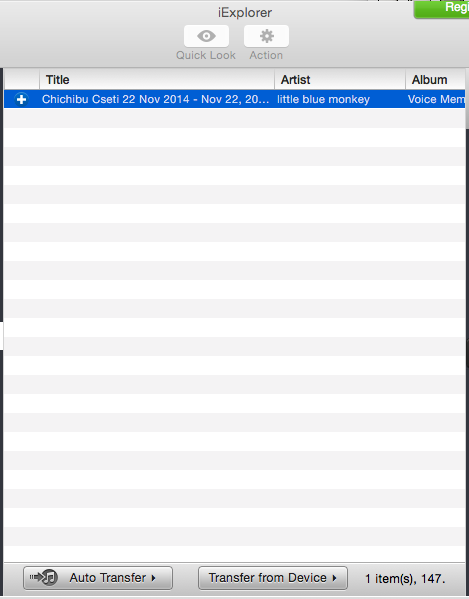 iExplorer
Regi
Quick Look Action
Title Artist Album
Chichibu Cseti 22 Nov 2014 - Nov 22, 20... little blue monkey Voice Mem
Auto Transfer Transfer from Device 1 item(s), 147.